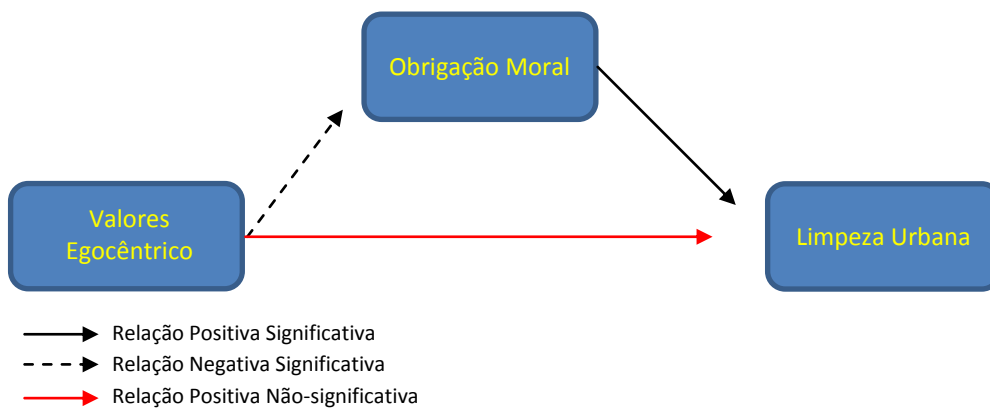 Obrigação Moral
Valores
Egocêntrico
Limpeza Urbana
Relação Positiva Significativa
Relação Negativa Significativa
Relação Positiva Não-significativa